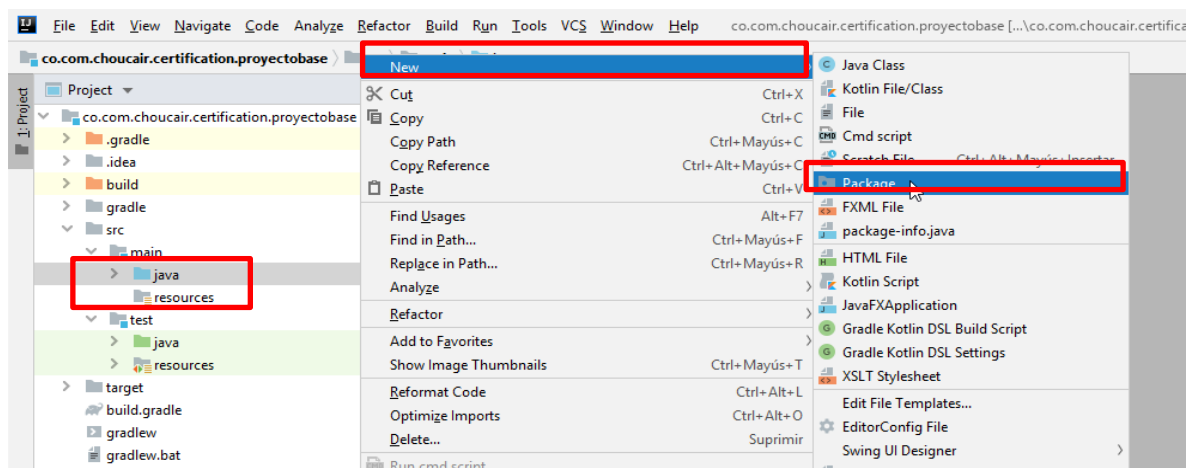 File Edit View Navigate Code Analyze Refactor Build Run Tools VCS Window Help co.com.choucair.certification.proyectobase [...\co.com.choucair.certifica
co.com.choucair.certification.proyectobase
1: Project
Project
co.com.choucair.certification.proyectobase
.gradle
.idea
build
gradle
src
main
java
resources
test
java
resources
target
build.gradle
gradlew
gradlew.bat
New
Cut Ctrl+X
Copy Ctrl+C
Copy Path Ctrl+Mayús+C
Copy Reference Ctrl+Alt+Mayús+C
Paste Ctrl+V
Find Usages Alt+F7
Find in Path... Ctrl+Mayús+F
Replace in Path... Ctrl+Mayús+R
Analyze
Refactor
Add to Favorites
Show Image Thumbnails Ctrl+Mayús+T
Reformat Code Ctrl+Alt+L
Optimize Imports Ctrl+Alt+O
Delete... Suprimir
Run cmd script
Java Class
Kotlin File/Class
File
Cmd script
Scratch File Ctrl+Alt+Mayús+Insertar
Package
FXML File
package-info.java
HTML File
Kotlin Script
JavaFXApplication
Gradle Kotlin DSL Build Script
Gradle Kotlin DSL Settings
XSLT Stylesheet
Edit File Templates...
EditorConfig File
Swing UI Designer